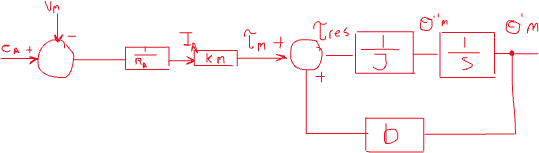 Vm
eA + -
1/RA
IA
km
τm +
+
τres
1/J
θ''m
1/s
θ'm
b